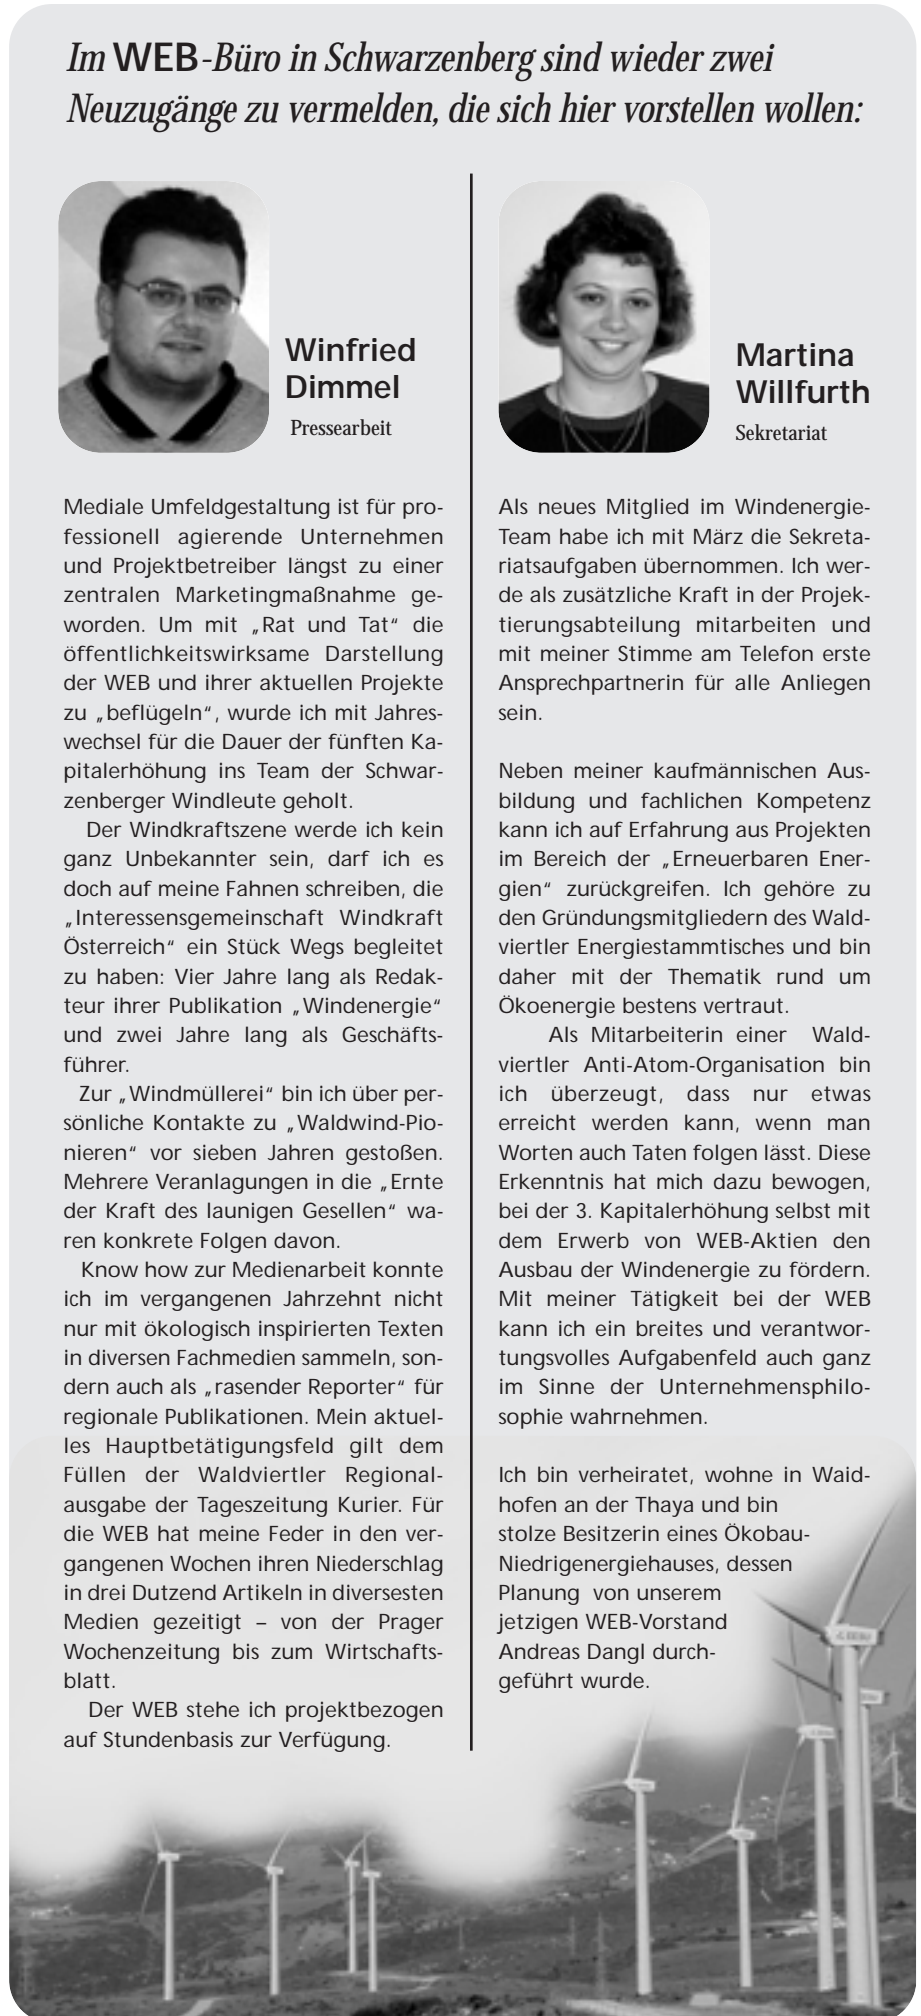 Im WEB-Büro in Schwarzenberg sind wieder zwei
Neuzugänge zu vermelden, die sich hier vorstellen wollen:
Winfried
Dimmel
Pressearbeit
Mediale Umfeldgestaltung ist für pro-
fessionell agierende Unternehmen
und Projektbetreiber längst zu einer
zentralen Marketingmaßnahme ge-
worden. Um mit „Rat und Tat“ die
öffentlichkeitswirksame Darstellung
der WEB und ihrer aktuellen Projekte
zu „beflügeln“, wurde ich mit Jahres-
wechsel für die Dauer der fünften Ka-
pitalerhöhung ins Team der Schwar-
zenberger Windleute geholt.
Der Windkraftszene werde ich kein
ganz Unbekannter sein, darf ich es
doch auf meine Fahnen schreiben, die
„Interessensgemeinschaft Windkraft
Österreich“ ein Stück Wegs begleitet
zu haben: Vier Jahre lang als Redak-
teur ihrer Publikation „Windenergie“
und zwei Jahre lang als Geschäfts-
führer.
Zur „Windmüllerei“ bin ich über per-
sönliche Kontakte zu „Waldwind-Pio-
nieren“ vor sieben Jahren gestoßen.
Mehrere Veranlagungen in die „Ernte
der Kraft des launigen Gesellen“ wa-
ren konkrete Folgen davon.
Know how zur Medienarbeit konnte
ich im vergangenen Jahrzehnt nicht
nur mit ökologisch inspirierten Texten
in diversen Fachmedien sammeln, son-
dern auch als „rasender Reporter“ für
regionale Publikationen. Mein aktuel-
les Hauptbetätigungsfeld gilt dem
Füllen der Waldviertler Regional-
ausgabe der Tageszeitung Kurier. Für
die WEB hat meine Feder in den ver-
gangenen Wochen ihren Niederschlag
in drei Dutzend Artikeln in diversesten
Medien gezeitigt – von der Prager
Wochenzeitung bis zum Wirtschafts-
blatt.
Der WEB stehe ich projektbezogen
auf Stundenbasis zur Verfügung.
Martina
Willfurth
Sekretariat
Als neues Mitglied im Windenergie-
Team habe ich mit März die Sekreta-
riatsaufgaben übernommen. Ich wer-
de als zusätzliche Kraft in der Projek-
tierungsabteilung mitarbeiten und
mit meiner Stimme am Telefon erste
Ansprechpartnerin für alle Anliegen
sein.
Neben meiner kaufmännischen Aus-
bildung und fachlichen Kompetenz
kann ich auf Erfahrung aus Projekten
im Bereich der „Erneuerbaren Ener-
gien“ zurückgreifen. Ich gehöre zu
den Gründungsmitgliedern des Wald-
viertler Energiestammtisches und bin
daher mit der Thematik rund um
Ökoenergie bestens vertraut.
Als Mitarbeiterin einer Wald-
viertler Anti-Atom-Organisation bin
ich überzeugt, dass nur etwas
erreicht werden kann, wenn man
Worten auch Taten folgen lässt. Diese
Erkenntnis hat mich dazu bewogen,
bei der 3. Kapitalerhöhung selbst mit
dem Erwerb von WEB-Aktien den
Ausbau der Windenergie zu fördern.
Mit meiner Tätigkeit bei der WEB
kann ich ein breites und verantwor-
tungsvolles Aufgabenfeld auch ganz
im Sinne der Unternehmensphilo-
sophie wahrnehmen.
Ich bin verheiratet, wohne in Waid-
hofen an der Thaya und bin
stolze Besitzerin eines Ökobau-
Niedrigenergiehauses, dessen
Planung von unserem
jetzigen WEB-Vorstand
Andreas Dangl durch-
geführt wurde.